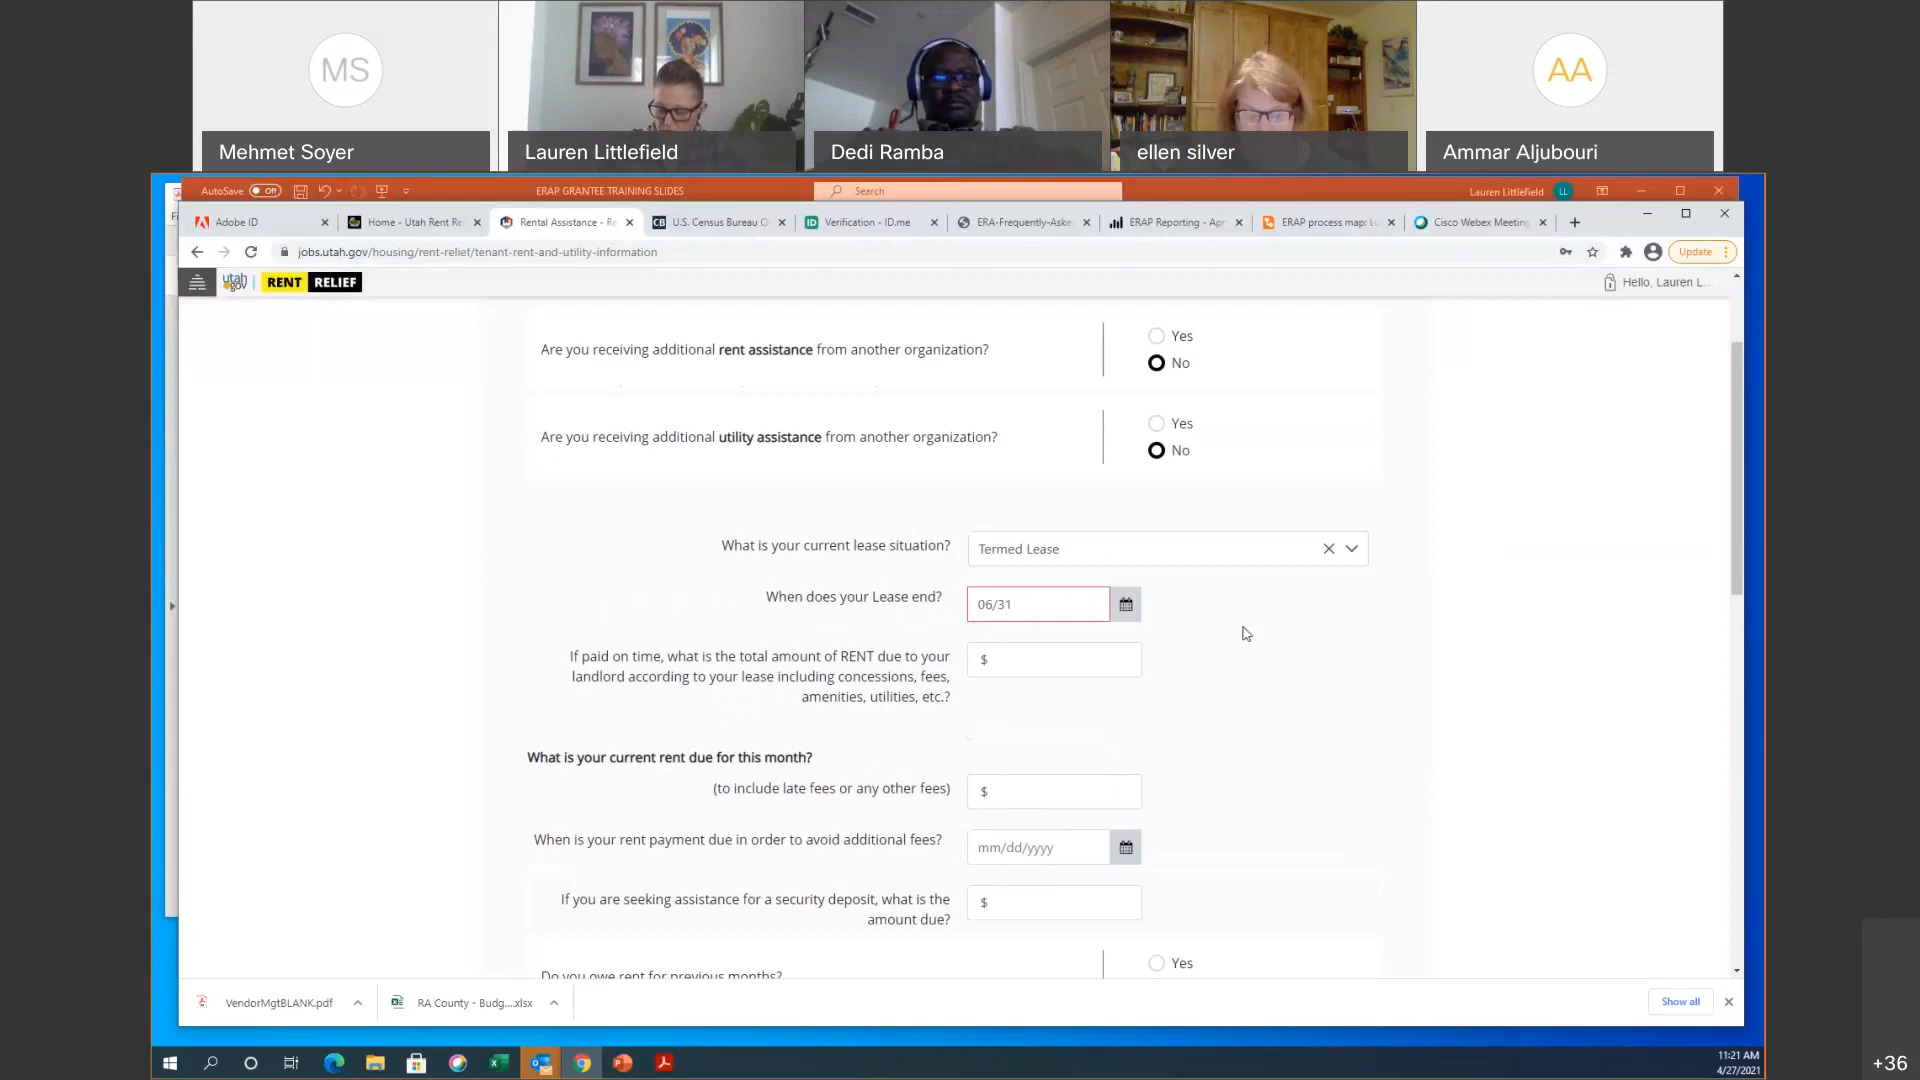 MS
AA
Mehmet Soyer
Lauren Littlefield
Dedi Ramba
ellen silver
Ammar Aljubouri
AutoSave Off
ERAP GRANTEE TRAINING SLIDES
Search
Lauren Littlefield LL
Adobe ID
Home - Utah Rent Re
Rental Assistance - Re
U.S. Census Bureau
Verification - ID.me
ERA-Frequently-Aske
ERAP Reporting - Apr
ERAP process map: Lu
Cisco Webex Meeting
jobs.utah.gov/housing/rent-relief/tenant-rent-and-utility-information
Update
utah gov
RENT RELIEF
Hello, Lauren L...
Are you receiving additional rent assistance from another organization?
Yes
No
Are you receiving additional utility assistance from another organization?
Yes
No
What is your current lease situation?
Termed Lease
When does your Lease end?
06/31
If paid on time, what is the total amount of RENT due to your
landlord according to your lease including concessions, fees,
amenities, utilities, etc.?
$
What is your current rent due for this month?
(to include late fees or any other fees)
$
When is your rent payment due in order to avoid additional fees?
mm/dd/yyyy
If you are seeking assistance for a security deposit, what is the
amount due?
$
Do you owe rent for previous months?
Yes
VendorMgtBLANK.pdf
RA County - Budg....xlsx
Show all
11:21 AM
4/27/2021
+36